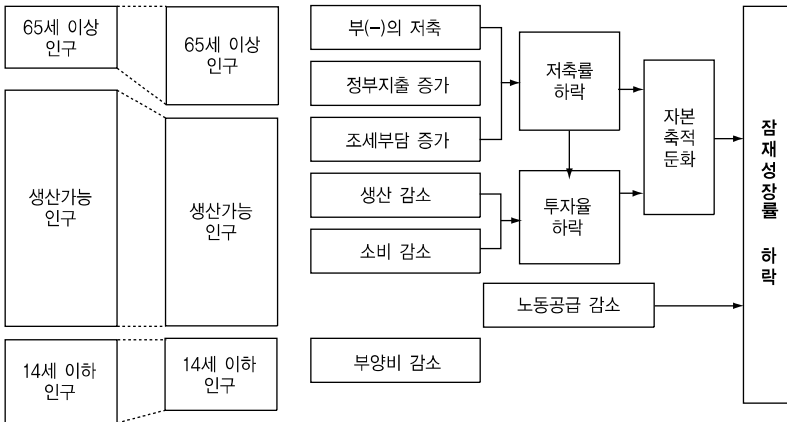 65세 이상
인구
65세 이상
인구
생산가능
인구
생산가능
인구
14세 이하
인구
14세 이하
인구
부(-)의 저축
정부지출 증가
조세부담 증가
생산 감소
소비 감소
부양비 감소
저축률
하락
투자율
하락
노동공급 감소
자본
축적
둔화
잠재성장률 하락